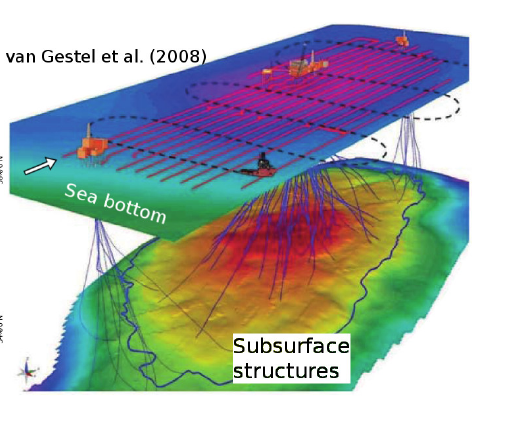 van Gestel et al. (2008)
Sea bottom
Subsurface
structures